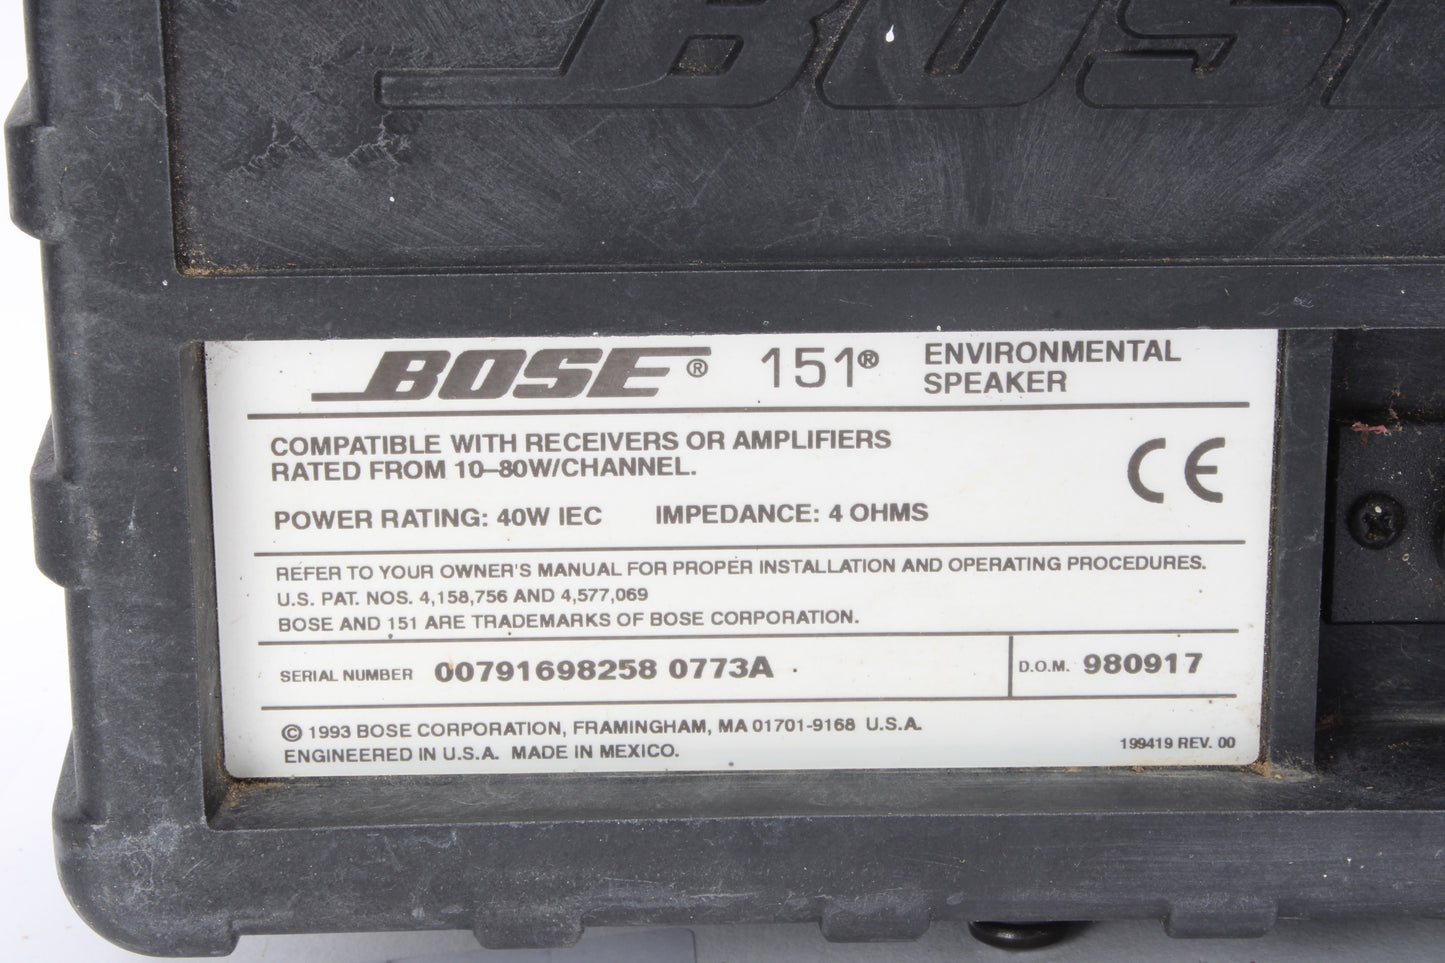 BOSE
BOSE® 151® ENVIRONMENTAL SPEAKER
COMPATIBLE WITH RECEIVERS OR AMPLIFIERS
RATED FROM 10–80W/CHANNEL.
CE
POWER RATING: 40W IEC IMPEDANCE: 4 OHMS
REFER TO YOUR OWNER'S MANUAL FOR PROPER INSTALLATION AND OPERATING PROCEDURES.
U.S. PAT. NOS. 4,158,756 AND 4,577,069
BOSE AND 151 ARE TRADEMARKS OF BOSE CORPORATION.
SERIAL NUMBER 00791698258 0773A D.O.M. 980917
© 1993 BOSE CORPORATION, FRAMINGHAM, MA 01701-9168 U.S.A.
ENGINEERED IN U.S.A. MADE IN MEXICO.
199419 REV. 00